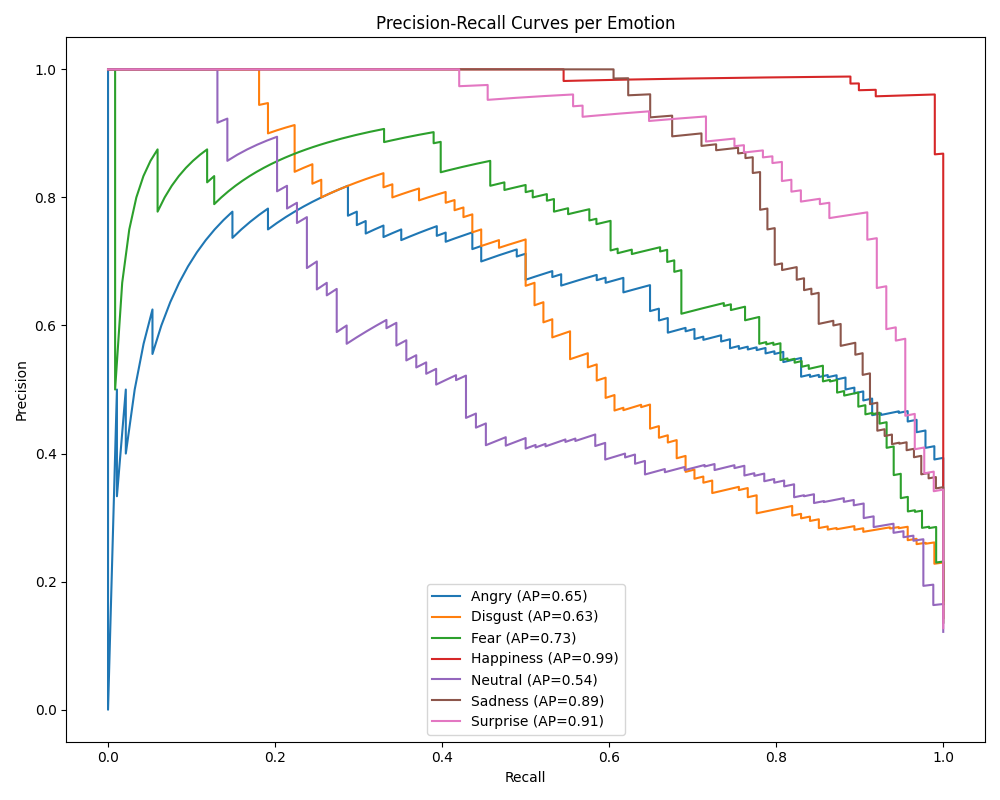 Precision-Recall Curves per Emotion
Precision
1.0
0.8
0.6
0.4
0.2
0.0
Angry (AP=0.65)
Disgust (AP=0.63)
Fear (AP=0.73)
Happiness (AP=0.99)
Neutral (AP=0.54)
Sadness (AP=0.89)
Surprise (AP=0.91)
0.0 0.2 0.4 0.6 0.8 1.0
Recall